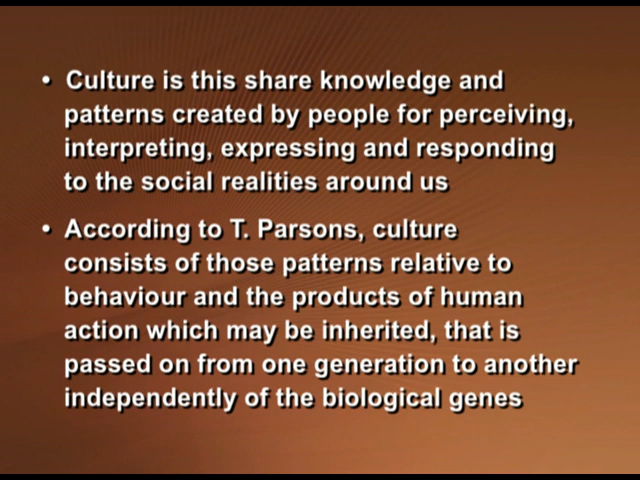 • Culture is this share knowledge and
patterns created by people for perceiving,
interpreting, expressing and responding
to the social realities around us
• According to T. Parsons, culture
consists of those patterns relative to
behaviour and the products of human
action which may be inherited, that is
passed on from one generation to another
independently of the biological genes